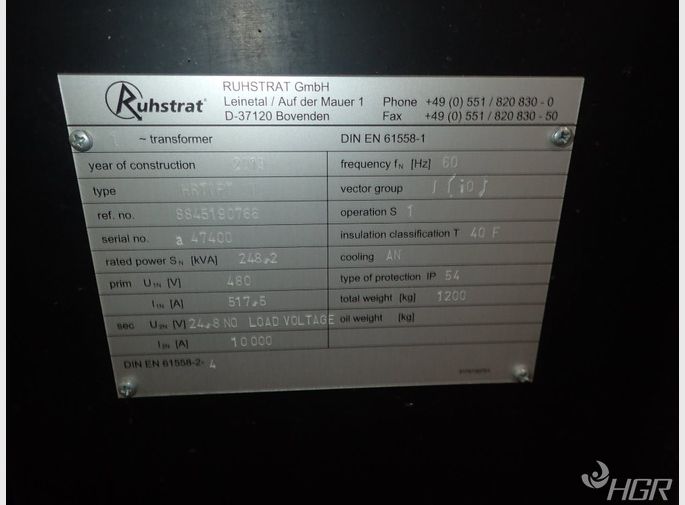 Ruhstrat®
RUHSTRAT GmbH
Leinetal / Auf der Mauer 1
D-37120 Bovenden
Phone +49 (0) 551 / 820 830 - 0
Fax +49 (0) 551 / 820 830 - 50
1 ~ transformer
DIN EN 61558-1
year of construction
type
ref. no. 8845190766
serial no. a 47400
rated power SN [kVA] 248.2
prim U1N [V] 480
I1N [A] 517.5
sec U2N [V] 24.8 NO LOAD VOLTAGE
I2N [A] 10000
DIN EN 61558-2-4
frequency fN [Hz] 60
vector group
operation S 1
insulation classification T 40 F
cooling AN
type of protection IP 54
total weight [kg] 1200
oil weight [kg]
HGR